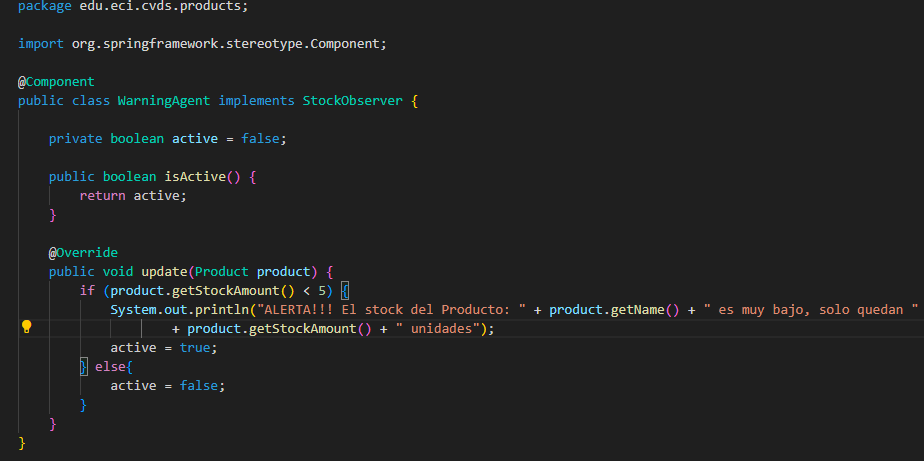 package edu.eci.cvds.products;
import org.springframework.stereotype.Component;
@Component
public class WarningAgent implements StockObserver {
private boolean active = false;
public boolean isActive() {
return active;
}
@Override
public void update(Product product) {
if (product.getStockAmount() < 5) {
System.out.println("ALERTA!!! El stock del Producto: " + product.getName() + " es muy bajo, solo quedan "
+ product.getStockAmount() + " unidades");
active = true;
} else{
active = false;
}
}
}